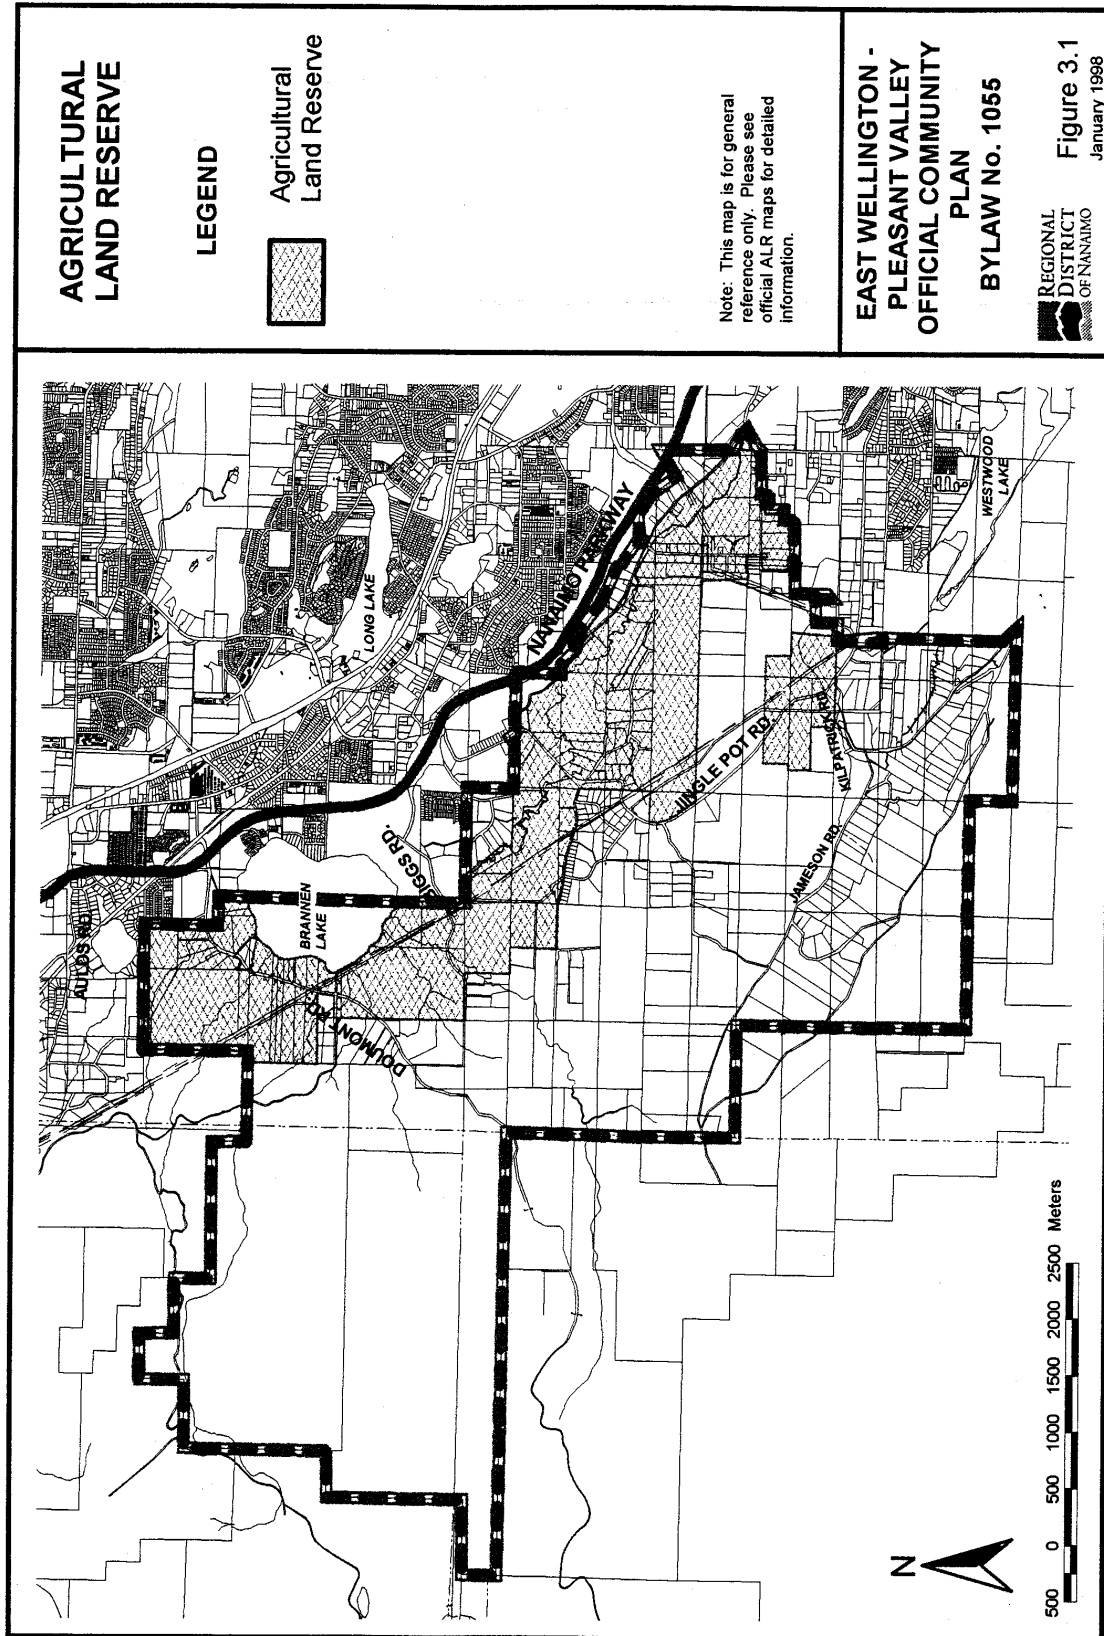 AGRICULTURAL
LAND RESERVE
LEGEND
Agricultural
Land Reserve
Note: This map is for general
reference only. Please see
official ALR maps for detailed
information.
EAST WELLINGTON -
PLEASANT VALLEY
OFFICIAL COMMUNITY
PLAN
BYLAW No. 1055
REGIONAL
DISTRICT
OF NANAIMO
Figure 3.1
January 1998
AULDS RD.
BRANNEN
LAKE
BIGGS RD.
DOUMONT RD.
LONG LAKE
NANAIMO PARKWAY
JINGLE POT RD.
KILPATRICK RD.
JAMESON RD.
WESTWOOD
LAKE
N
500 0 500 1000 1500 2000 2500 Meters